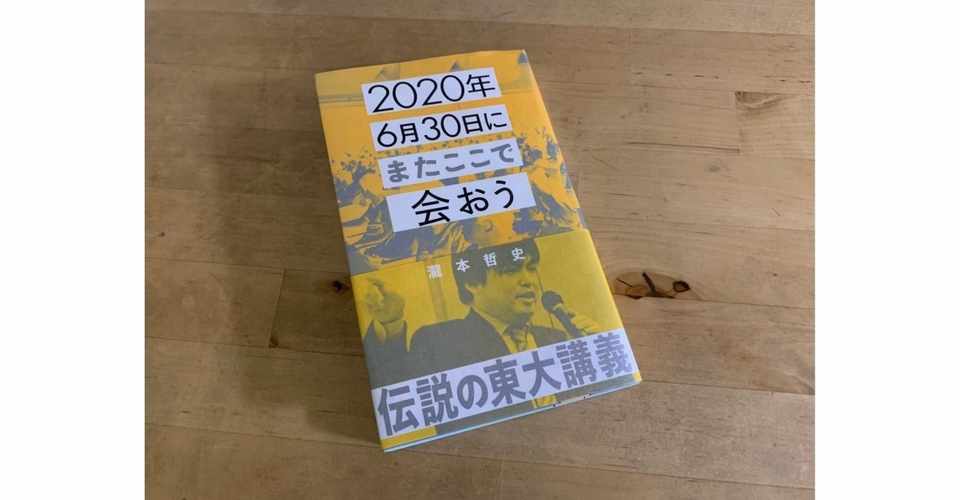 2020年
6月30日に
またここで
会おう
瀧本哲史
伝説の東大講義